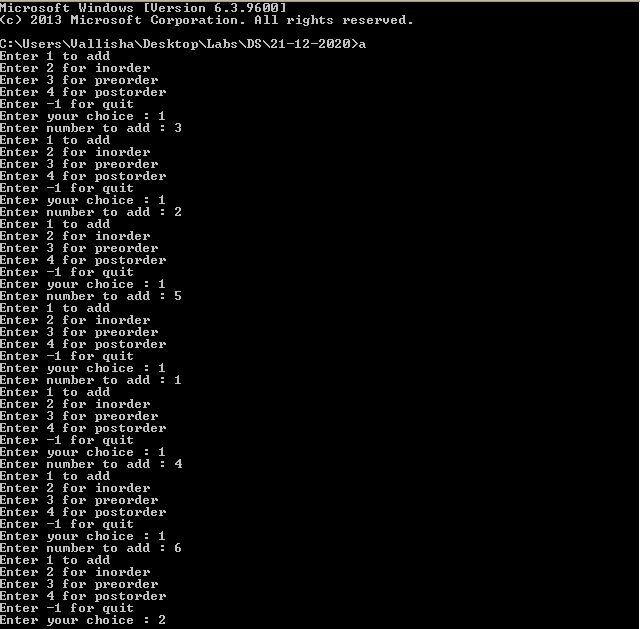 Microsoft Windows [Version 6.3.9600]
(c) 2013 Microsoft Corporation. All rights reserved.
C:\Users\Vallisha\Desktop\Labs\DS\21-12-2020>a
Enter 1 to add
Enter 2 for inorder
Enter 3 for preorder
Enter 4 for postorder
Enter -1 for quit
Enter your choice : 1
Enter number to add : 3
Enter 1 to add
Enter 2 for inorder
Enter 3 for preorder
Enter 4 for postorder
Enter -1 for quit
Enter your choice : 1
Enter number to add : 2
Enter 1 to add
Enter 2 for inorder
Enter 3 for preorder
Enter 4 for postorder
Enter -1 for quit
Enter your choice : 1
Enter number to add : 5
Enter 1 to add
Enter 2 for inorder
Enter 3 for preorder
Enter 4 for postorder
Enter -1 for quit
Enter your choice : 1
Enter number to add : 1
Enter 1 to add
Enter 2 for inorder
Enter 3 for preorder
Enter 4 for postorder
Enter -1 for quit
Enter your choice : 1
Enter number to add : 4
Enter 1 to add
Enter 2 for inorder
Enter 3 for preorder
Enter 4 for postorder
Enter -1 for quit
Enter your choice : 1
Enter number to add : 6
Enter 1 to add
Enter 2 for inorder
Enter 3 for preorder
Enter 4 for postorder
Enter -1 for quit
Enter your choice : 2